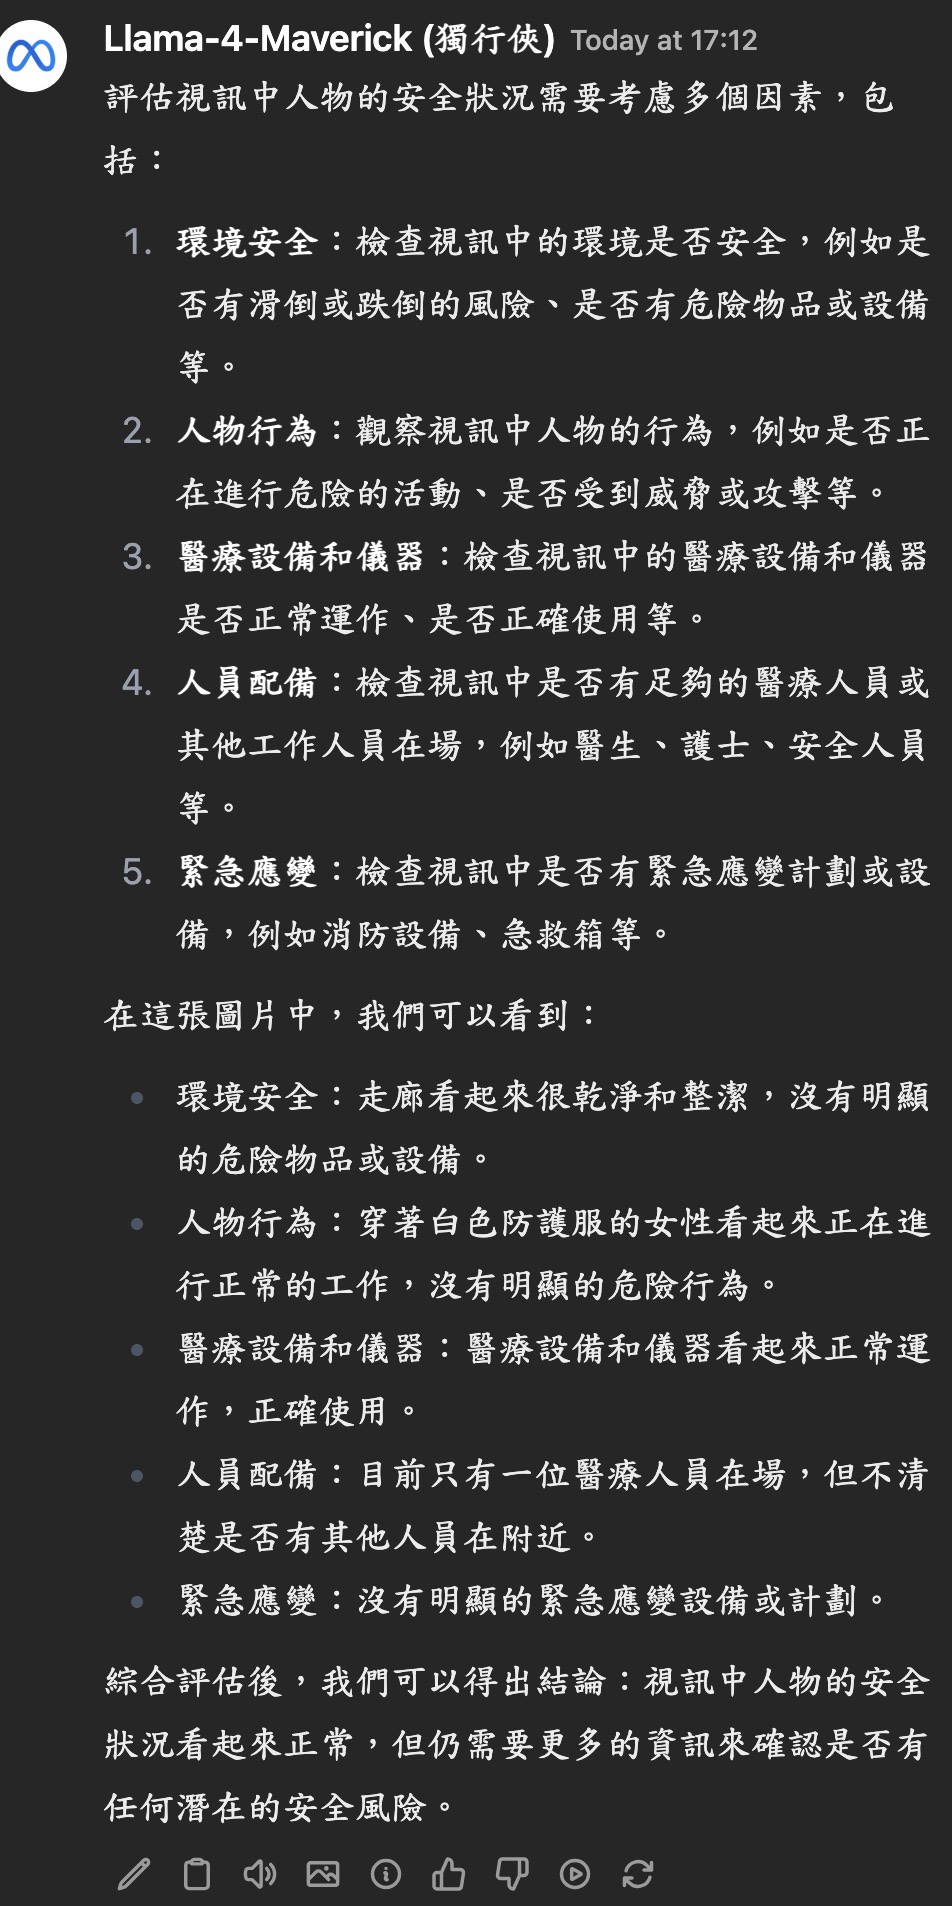 Llama-4-Maverick (獨行俠) Today at 17:12
評估視訊中人物的安全狀況需要考慮多個因素，包
括：
1. 環境安全：檢查視訊中的環境是否安全，例如是
否有滑倒或跌倒的風險、是否有危險物品或設備
等。
2. 人物行為：觀察視訊中人物的行為，例如是否正
在進行危險的活動、是否受到威脅或攻擊等。
3. 醫療設備和儀器：檢查視訊中的醫療設備和儀器
是否正常運作、是否正確使用等。
4. 人員配備：檢查視訊中是否有足夠的醫療人員或
其他工作人員在場，例如醫生、護士、安全人員
等。
5. 緊急應變：檢查視訊中是否有緊急應變計劃或設
備，例如消防設備、急救箱等。
在這張圖片中，我們可以看到：
• 環境安全：走廊看起來很乾淨和整潔，沒有明顯
的危險物品或設備。
• 人物行為：穿著白色防護服的女性看起來正在進
行正常的工作，沒有明顯的危險行為。
• 醫療設備和儀器：醫療設備和儀器看起來正常運
作，正確使用。
• 人員配備：目前只有一位醫療人員在場，但不清
楚是否有其他人員在附近。
• 緊急應變：沒有明顯的緊急應變設備或計劃。
綜合評估後，我們可以得出結論：視訊中人物的安全
狀況看起來正常，但仍需要更多的資訊來確認是否有
任何潛在的安全風險。